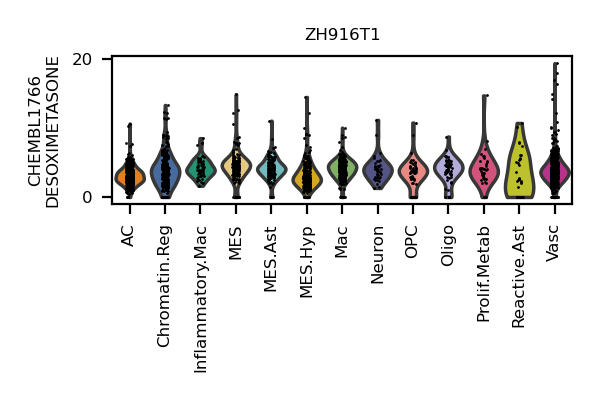 ZH916T1
CHEMBL1766
DESOXIMETASONE
20
0
AC
Chromatin.Reg
Inflammatory.Mac
MES
MES.Ast
MES.Hyp
Mac
Neuron
OPC
Oligo
Prolif.Metab
Reactive.Ast
Vasc